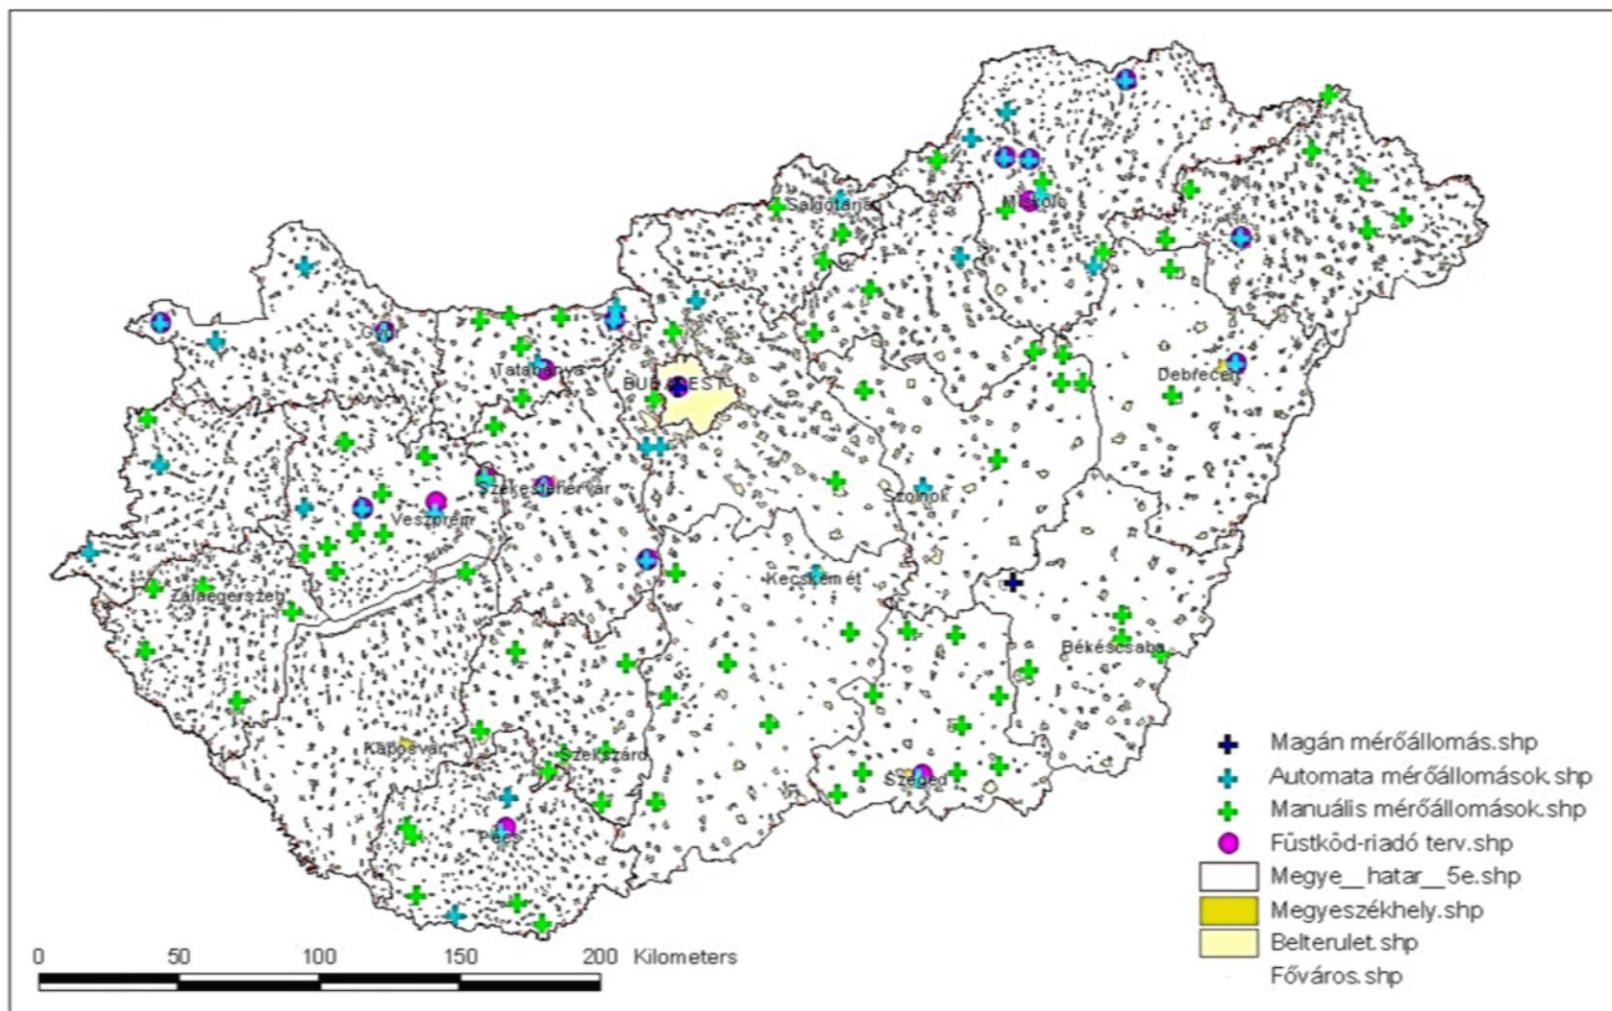 Salgótarján
Miskolc
Győr
Tatabánya
BUDAPEST
Debrecen
Székesfehérvár
Szolnok
Veszprém
Kecskemét
Zalaegerszeg
Békéscsaba
Kaposvár
Szekszárd
Szeged
Pécs
Magán mérőállomás.shp
Automata mérőállomások.shp
Manuális mérőállomások.shp
Füstköd-riadó terv.shp
Megye__hatar__5e.shp
Megyeszékhely.shp
Belterulet.shp
Főváros.shp
0 50 100 150 200 Kilometers